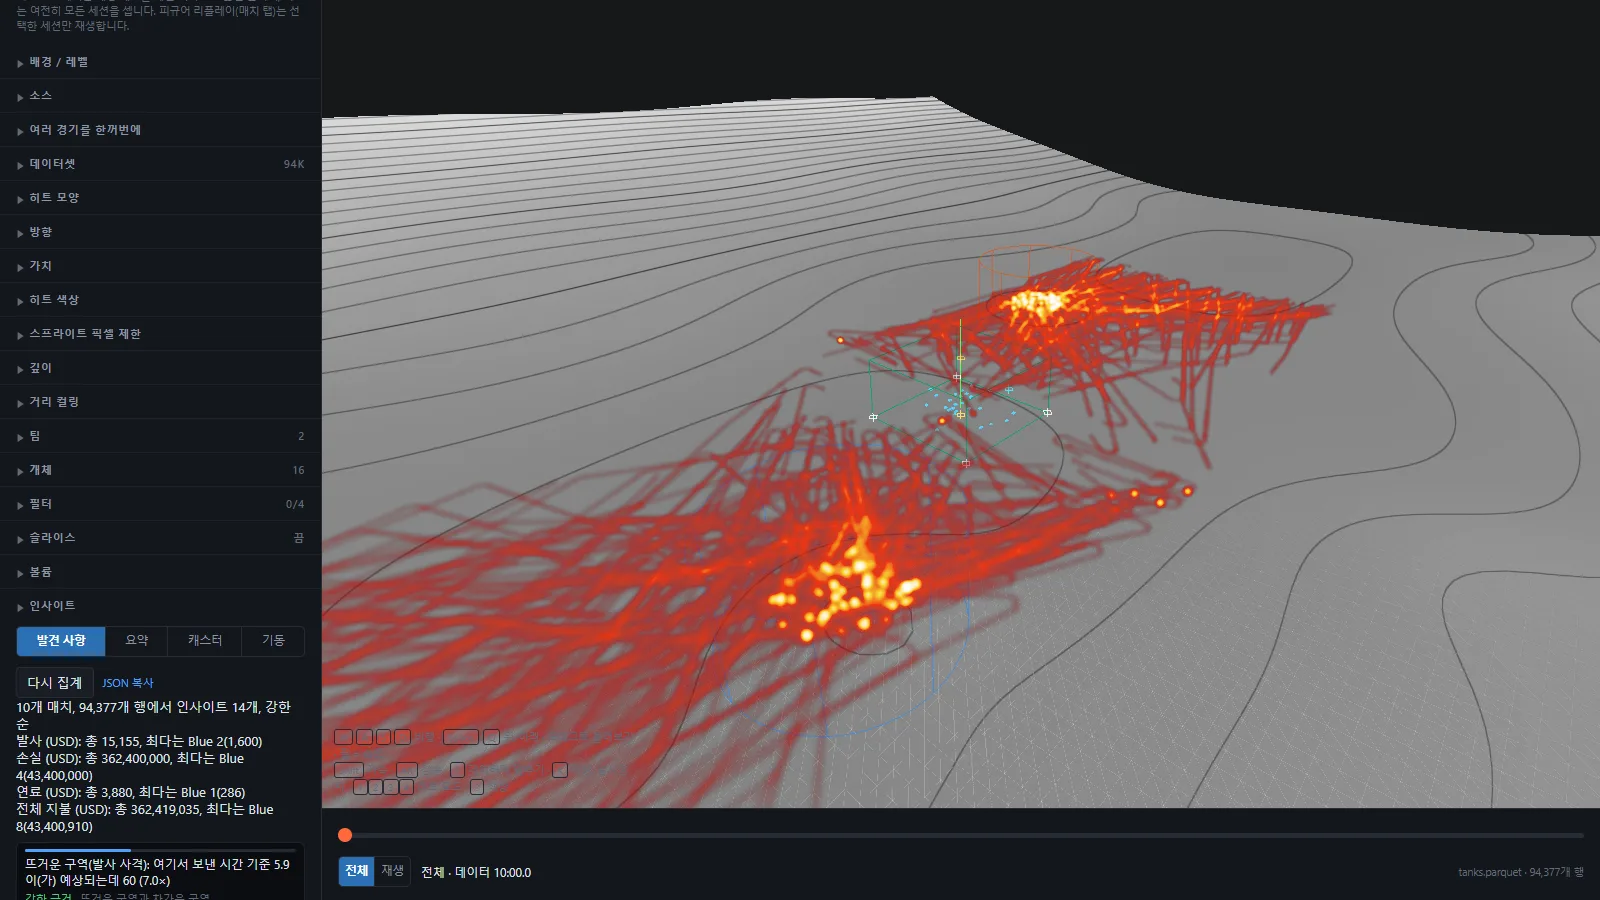 는 여전히 모든 세션을 셉니다. 피규어 리플레이(매치 탭)는 선
택한 세션만 재생합니다.
배경 / 레벨
소스
여러 경기를 한꺼번에
데이터셋 94K
히트 모양
방향
가치
히트 색상
스프라이트 픽셀 제한
깊이
거리 컬링
팀 2
개체 16
필터 0/4
슬라이스 끔
볼륨
인사이트
발견 사항 요약 캐스터 기동
다시 집계 JSON 복사
10개 매치, 94,377개 행에서 인사이트 14개, 강한
순
발사 (USD): 총 15,155, 최다는 Blue 2(1,600)
손실 (USD): 총 362,400,000, 최다는 Blue
4(43,400,000)
연료 (USD): 총 3,880, 최다는 Blue 1(286)
전체 지불 (USD): 총 362,419,035, 최다는 Blue
8(43,400,910)
뜨거운 구역(발사 사격): 여기서 보낸 시간 기준 5.9
이(가) 예상되는데 60 (7.0×)
전체 재생 전체 · 데이터 10:00.0
tanks.parquet · 94,377개 행